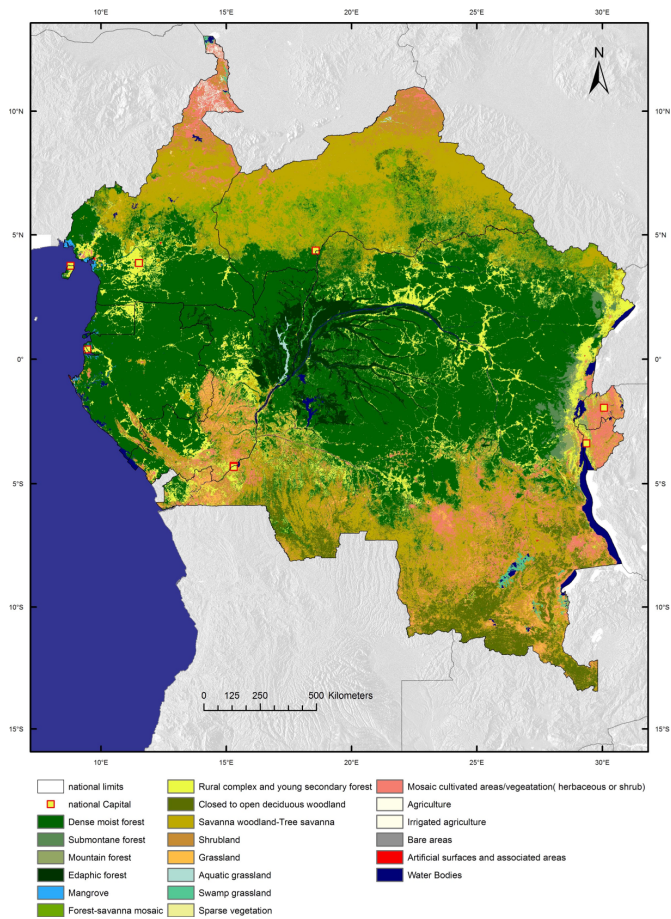 10°E 15°E 20°E 25°E 30°E
N
10°N 10°N
5°N 5°N
0° 0°
5°S 5°S
10°S 10°S
0 125 250 500 Kilometers
15°S 15°S
10°E 15°E 20°E 25°E 30°E
national limits
national Capital
Dense moist forest
Submontane forest
Mountain forest
Edaphic forest
Mangrove
Forest-savanna mosaic
Rural complex and young secondary forest
Closed to open deciduous woodland
Savanna woodland-Tree savanna
Shrubland
Grassland
Aquatic grassland
Swamp grassland
Sparse vegetation
Mosaic cultivated areas/vegeatation( herbaceous or shrub)
Agriculture
Irrigated agriculture
Bare areas
Artificial surfaces and associated areas
Water Bodies